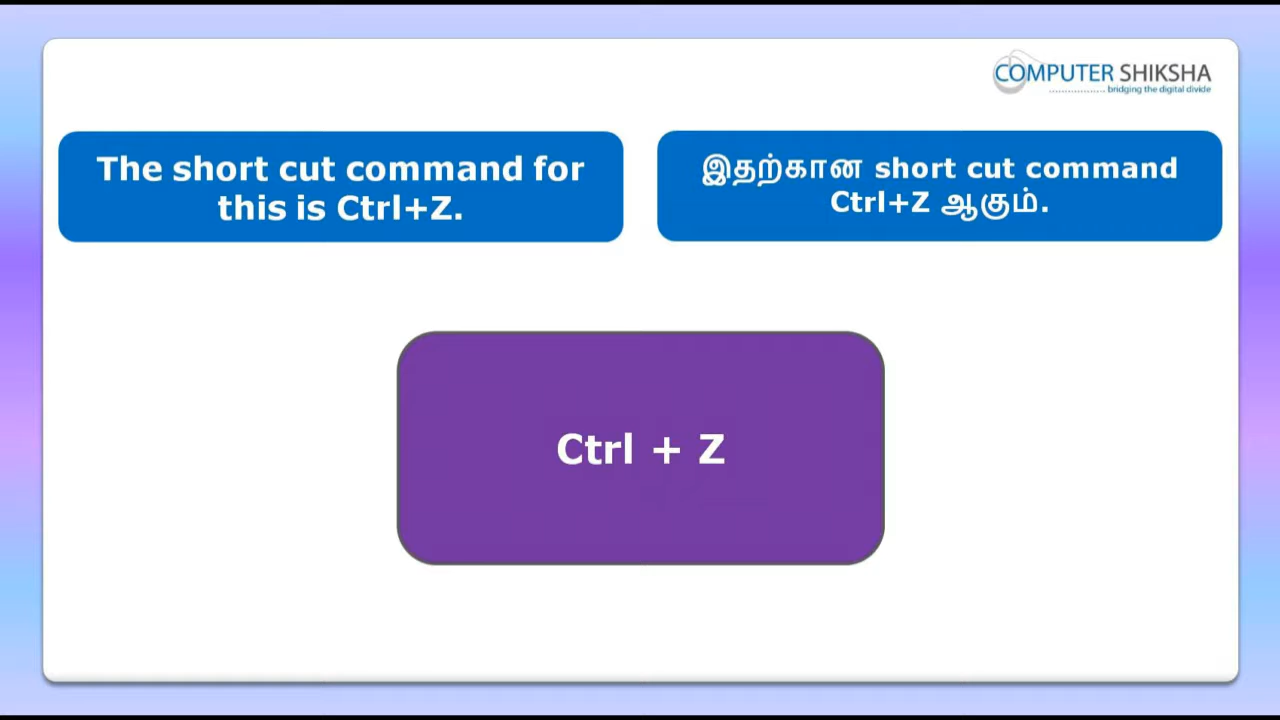 COMPUTER SHIKSHA
bridging the digital divide
The short cut command for
this is Ctrl+Z.
இதற்கான short cut command
Ctrl+Z ஆகும்.
Ctrl + Z